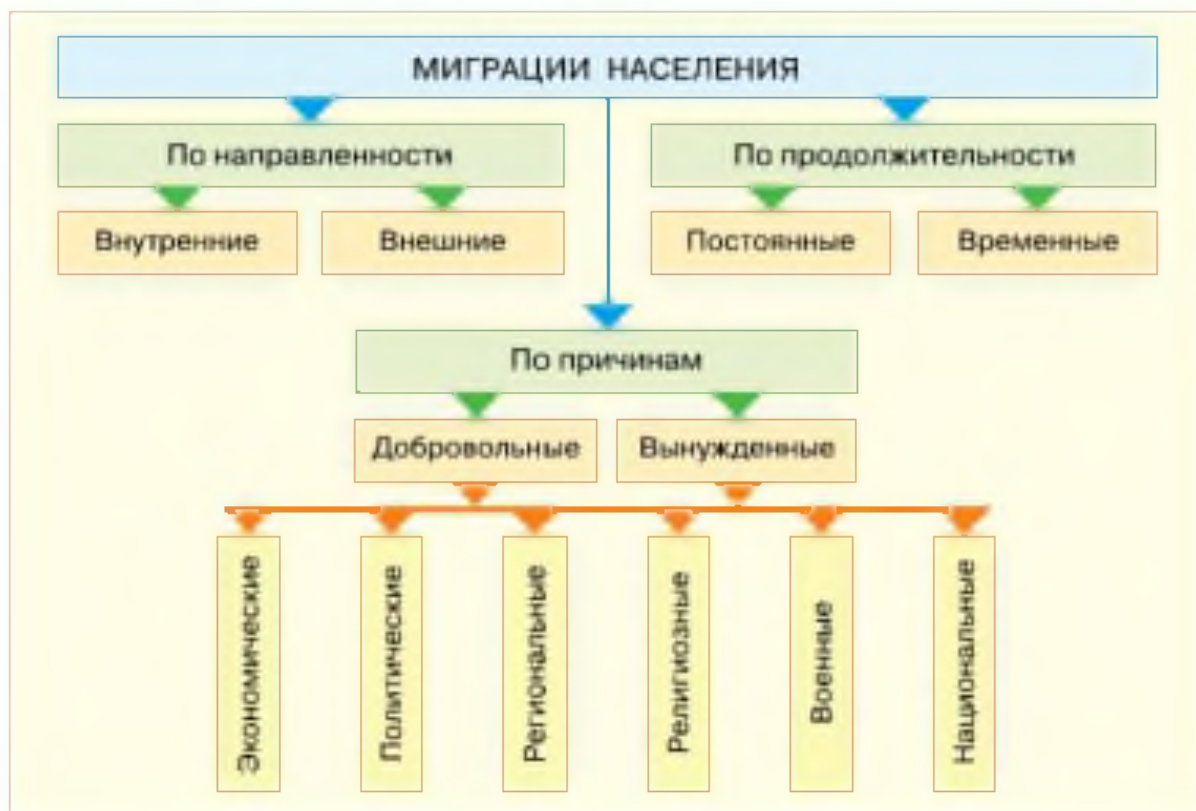 МИГРАЦИИ НАСЕЛЕНИЯ
По направленности
По продолжительности
Внутренние
Внешние
Постоянные
Временные
По причинам
Добровольные
Вынужденные
Экономические
Политические
Региональные
Религиозные
Военные
Национальные